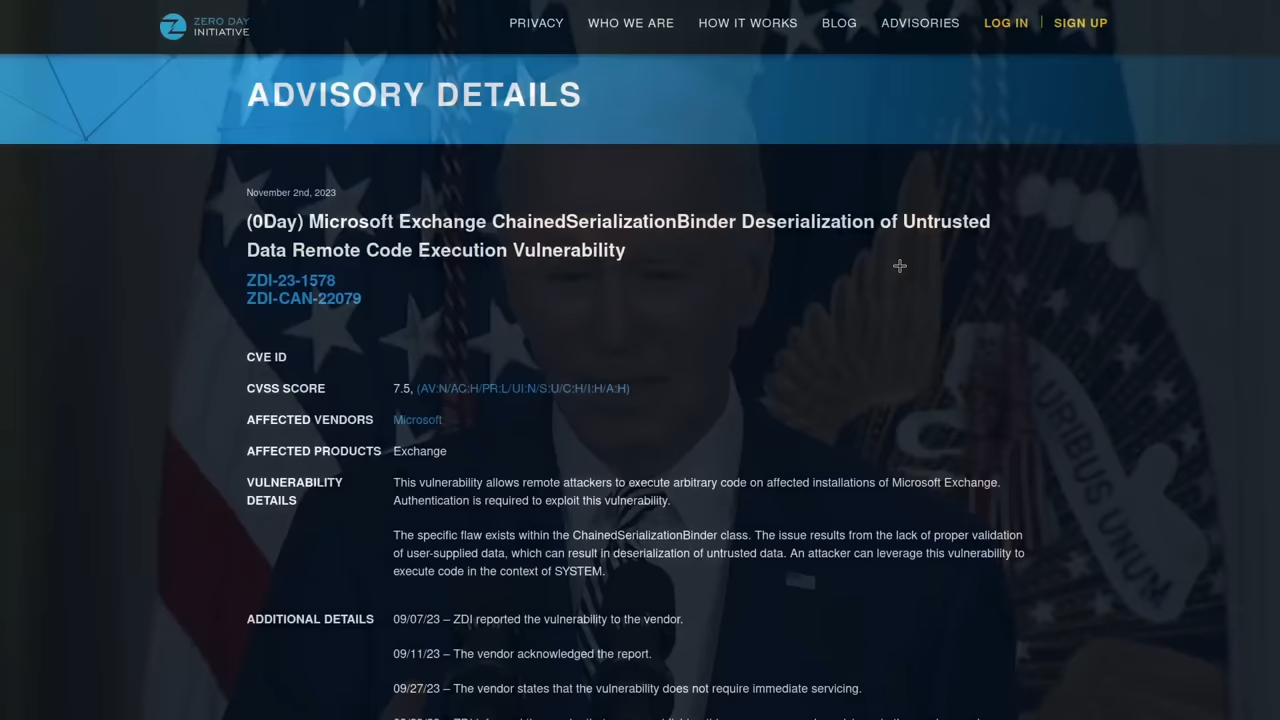 ZERO DAY
INITIATIVE
PRIVACY WHO WE ARE HOW IT WORKS BLOG ADVISORIES LOG IN | SIGN UP
ADVISORY DETAILS
November 2nd, 2023
(0Day) Microsoft Exchange ChainedSerializationBinder Deserialization of Untrusted
Data Remote Code Execution Vulnerability
ZDI-23-1578
ZDI-CAN-22079
CVE ID
CVSS SCORE 7.5, (AV:N/AC:H/PR:L/UI:N/S:U/C:H/I:H/A:H)
AFFECTED VENDORS Microsoft
AFFECTED PRODUCTS Exchange
VULNERABILITY
DETAILS
This vulnerability allows remote attackers to execute arbitrary code on affected installations of Microsoft Exchange.
Authentication is required to exploit this vulnerability.
The specific flaw exists within the ChainedSerializationBinder class. The issue results from the lack of proper validation
of user-supplied data, which can result in deserialization of untrusted data. An attacker can leverage this vulnerability to
execute code in the context of SYSTEM.
ADDITIONAL DETAILS 09/07/23 – ZDI reported the vulnerability to the vendor.
09/11/23 – The vendor acknowledged the report.
09/27/23 – The vendor states that the vulnerability does not require immediate servicing.
URIBUS UNUM